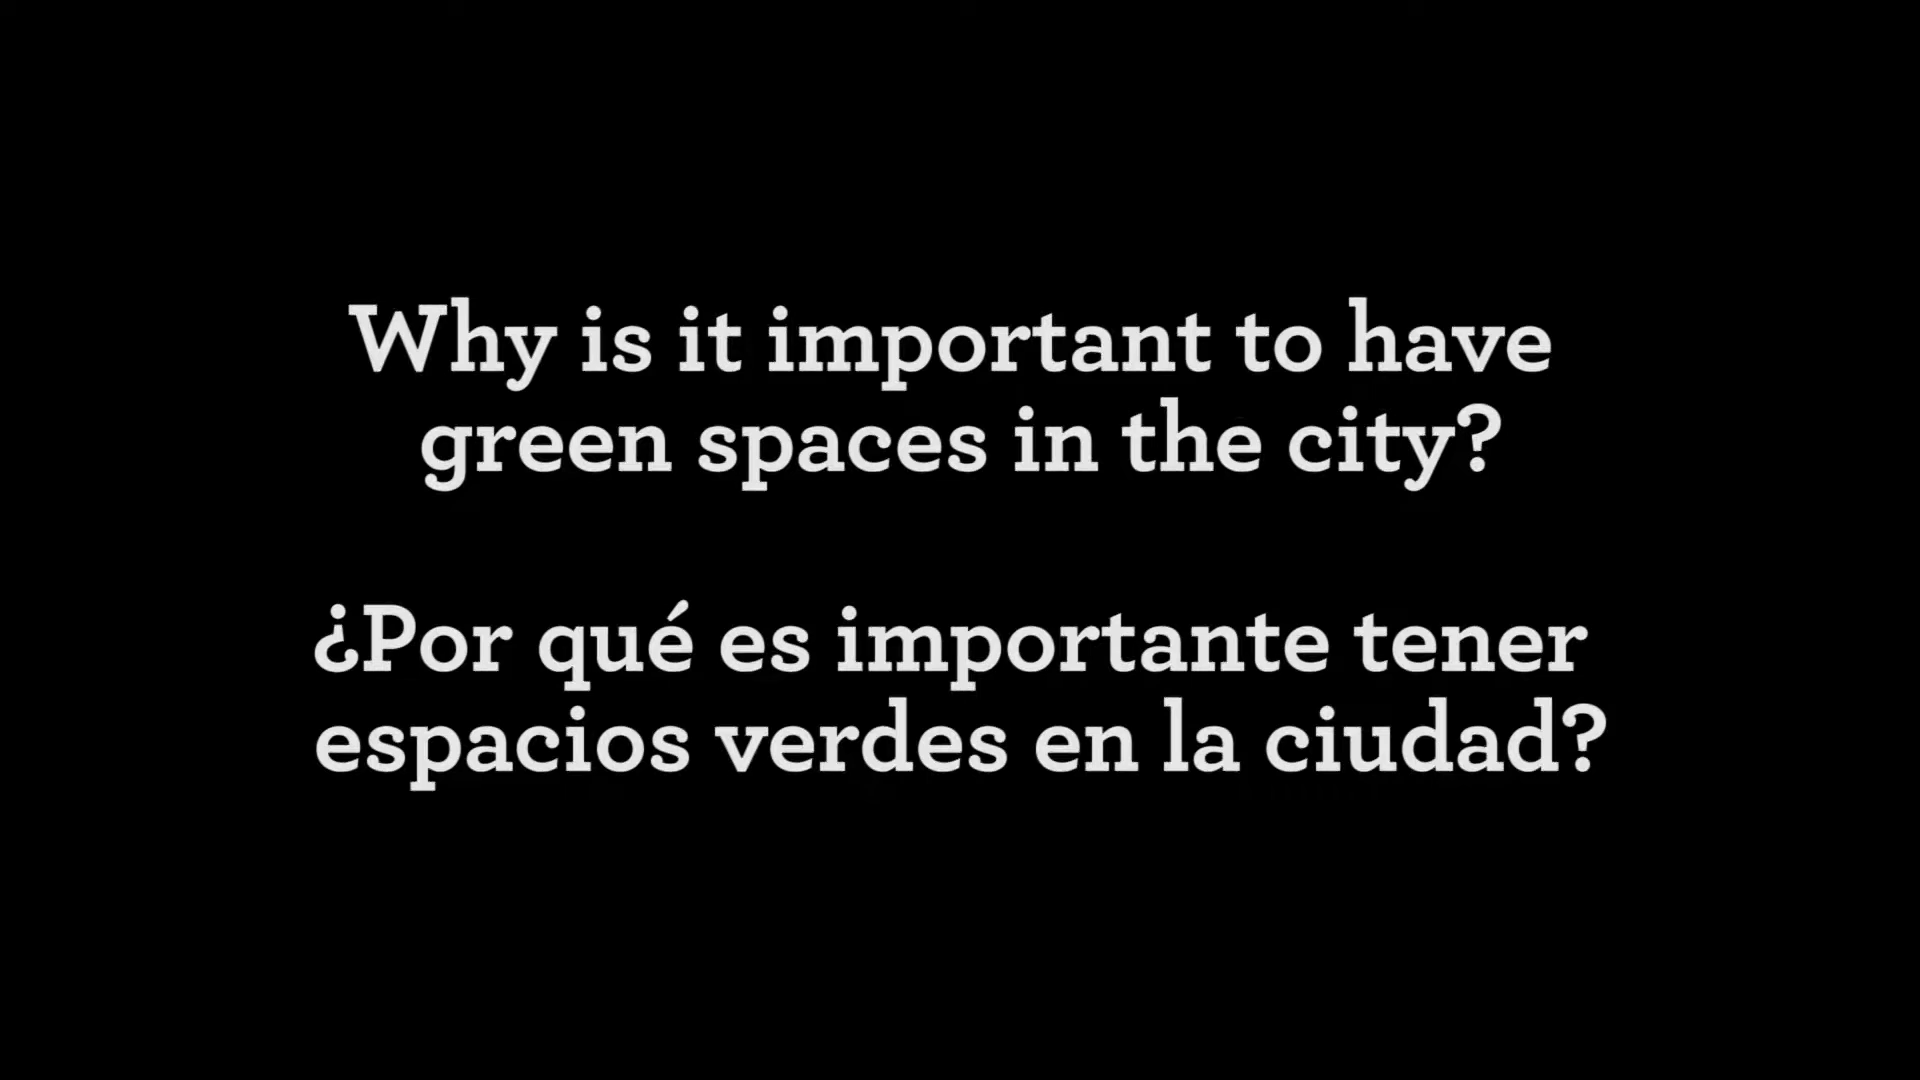 Why is it important to have
green spaces in the city?
¿Por qué es importante tener
espacios verdes en la ciudad?